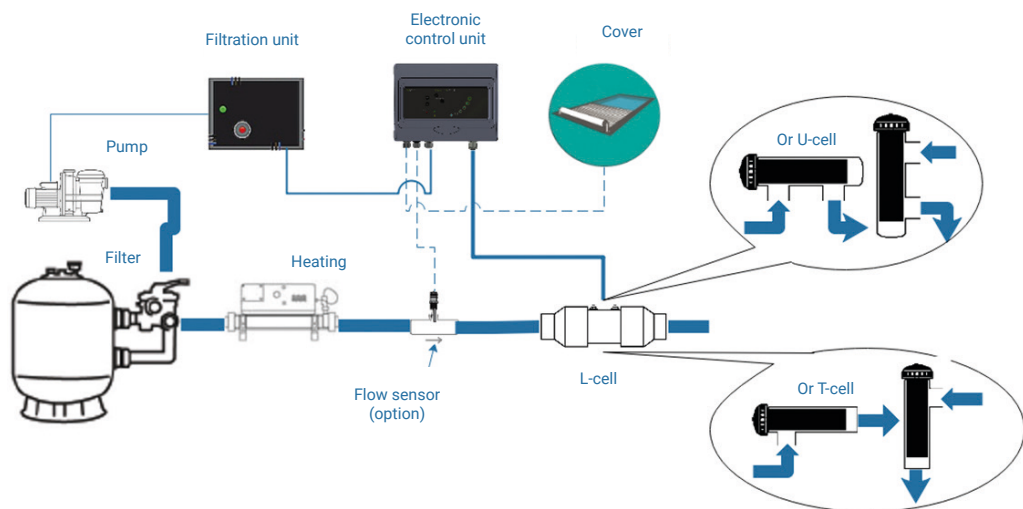 Filtration unit
Electronic
control unit
Cover
Pump
Or U-cell
Filter
Heating
Flow sensor
(option)
L-cell
Or T-cell